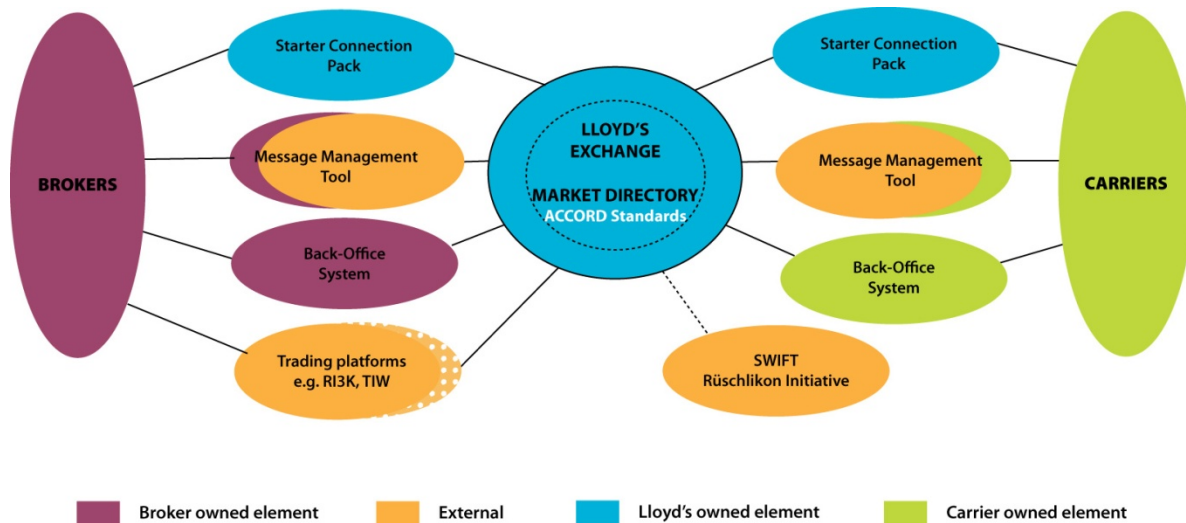 BROKERS
Starter Connection
Pack
Message Management
Tool
Back-Office
System
Trading platforms
e.g. RI3K, TIW
LLOYD'S
EXCHANGE
MARKET DIRECTORY
ACCORD Standards
Starter Connection
Pack
Message Management
Tool
Back-Office
System
SWIFT
Rüschlikon Initiative
CARRIERS
Broker owned element
External
Lloyd's owned element
Carrier owned element